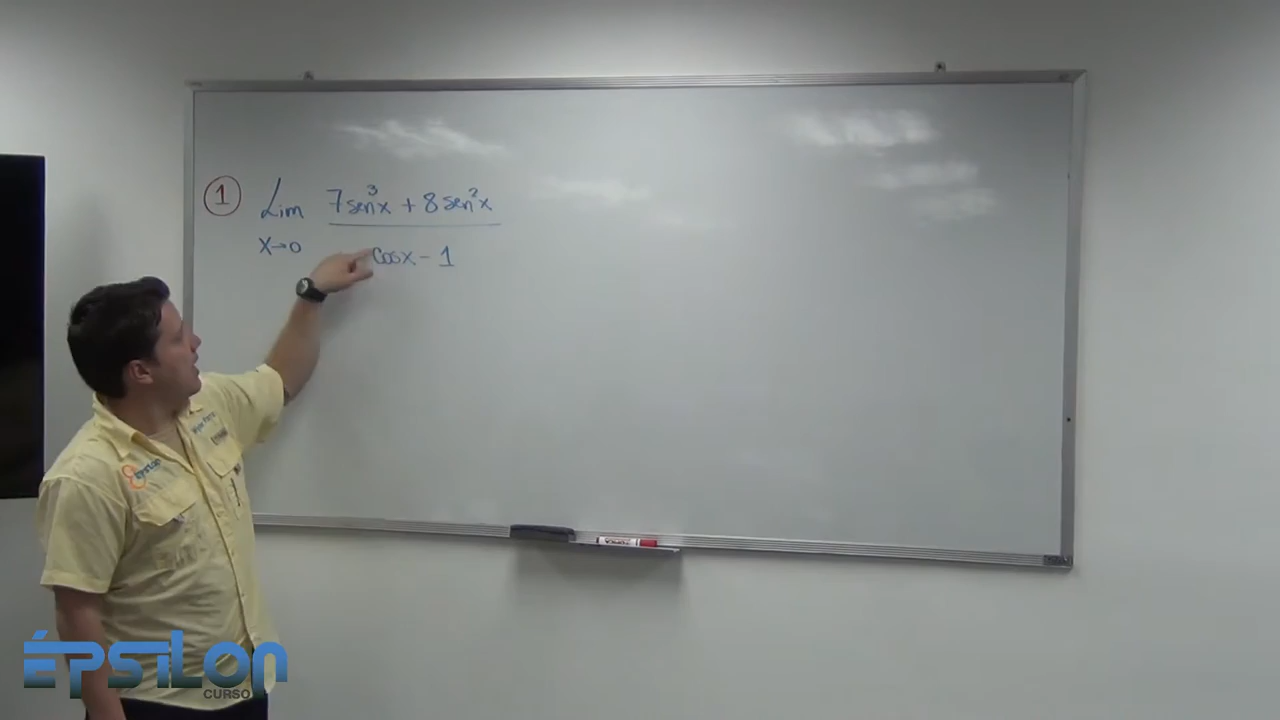 1 Lim 7sen³x + 8sen²x
x→0 cosx - 1
ÉPSILON
CURSO